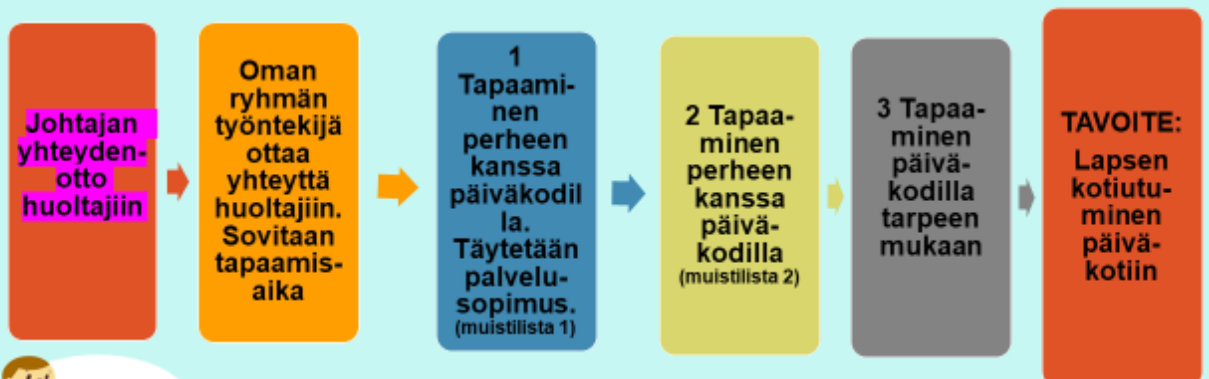 Johtajan
yhteyden-
otto
huoltajiin
Oman
ryhmän
työntekijä
ottaa
yhteyttä
huoltajiin.
Sovitaan
tapaamis-
aika
1
Tapaami-
nen
perheen
kanssa
päiväkodil
la.
Täytetään
palvelu-
sopimus.
(muistilista 1)
2 Tapaa-
minen
perheen
kanssa
päivä-
kodilla
(muistilista 2)
3 Tapaa-
minen
päivä-
kodilla
tarpeen
mukaan
TAVOITE:
Lapsen
kotiutu-
minen
päivä-
kotiin